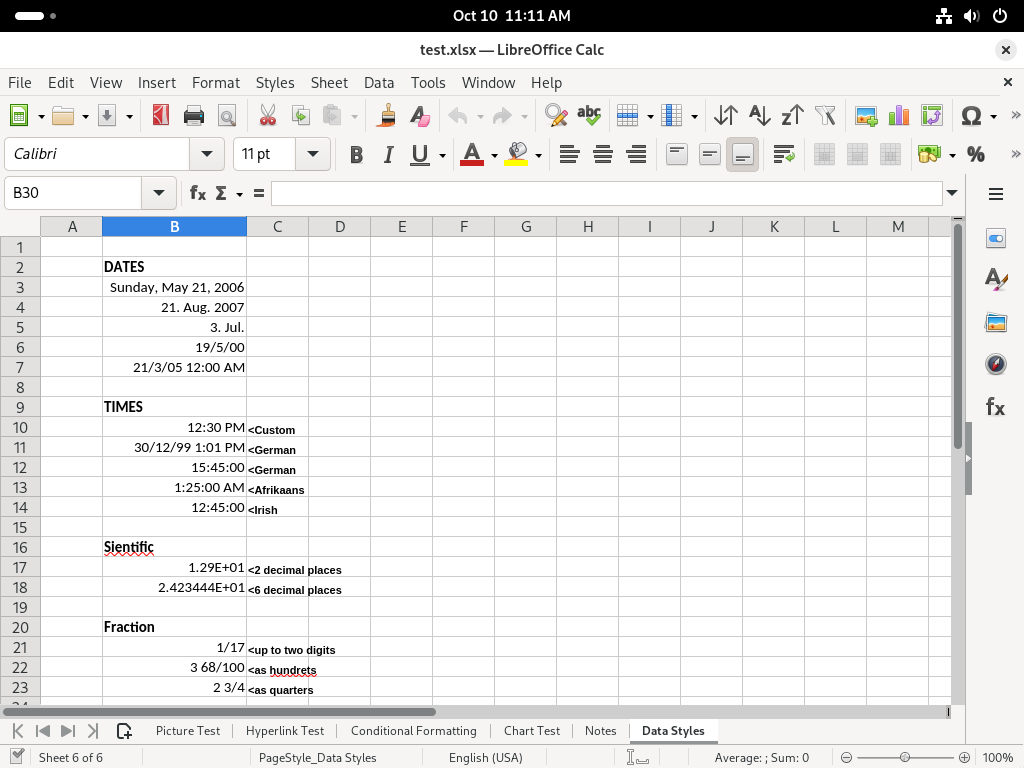 Oct 10 11:11 AM
test.xlsx — LibreOffice Calc
File Edit View Insert Format Styles Sheet Data Tools Window Help
Calibri 11 pt
B30
A B C D E F G H I J K L M
1
2 DATES
3 Sunday, May 21, 2006
4 21. Aug. 2007
5 3. Jul.
6 19/5/00
7 21/3/05 12:00 AM
8
9 TIMES
10 12:30 PM <Custom
11 30/12/99 1:01 PM <German
12 15:45:00 <German
13 1:25:00 AM <Afrikaans
14 12:45:00 <Irish
15
16 Sientific
17 1.29E+01 <2 decimal places
18 2.423444E+01 <6 decimal places
19
20 Fraction
21 1/17 <up to two digits
22 3 68/100 <as hundrets
23 2 3/4 <as quarters
Picture Test Hyperlink Test Conditional Formatting Chart Test Notes Data Styles
Sheet 6 of 6 PageStyle_Data Styles English (USA) Average: ; Sum: 0 100%